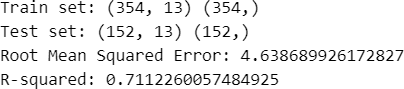 Train set: (354, 13) (354,)
Test set: (152, 13) (152,)
Root Mean Squared Error: 4.638689926172827
R-squared: 0.7112260057484925